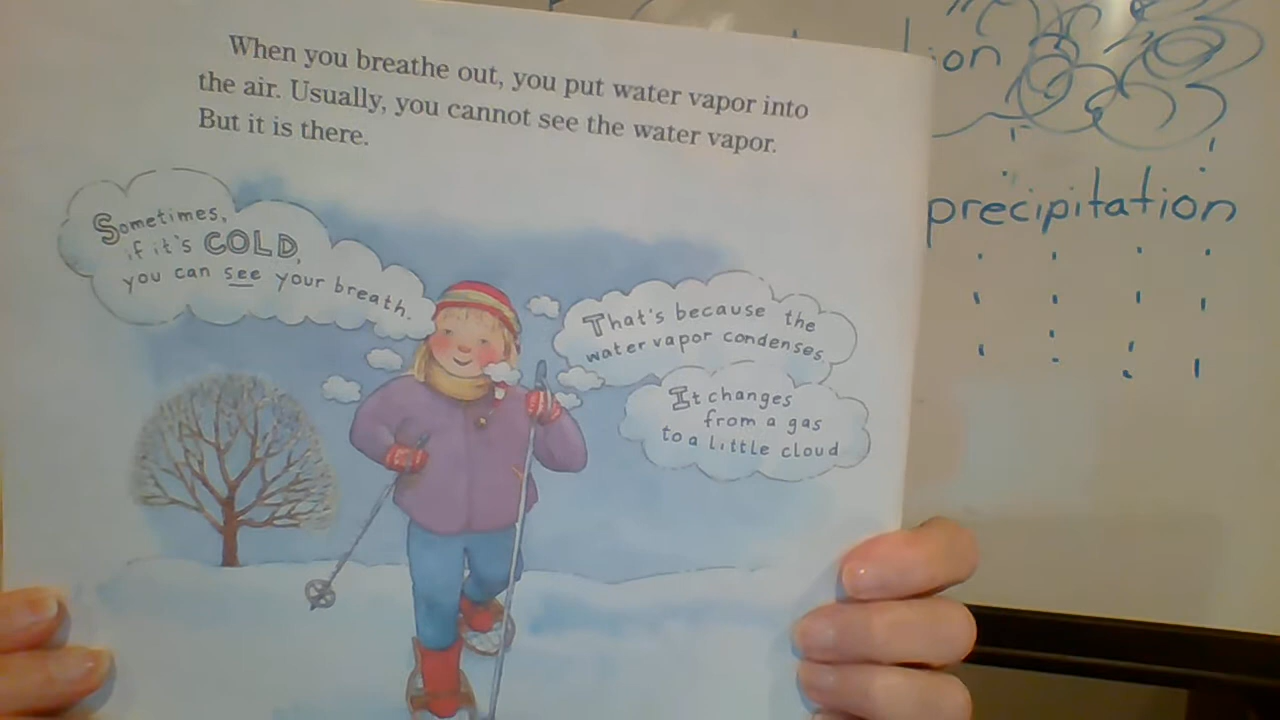 When you breathe out, you put water vapor into
the air. Usually, you cannot see the water vapor.
But it is there.
Sometimes,
if it's COLD,
you can see your breath.
That's because the
water vapor condenses.
It changes
from a gas
to a little cloud
precipitation